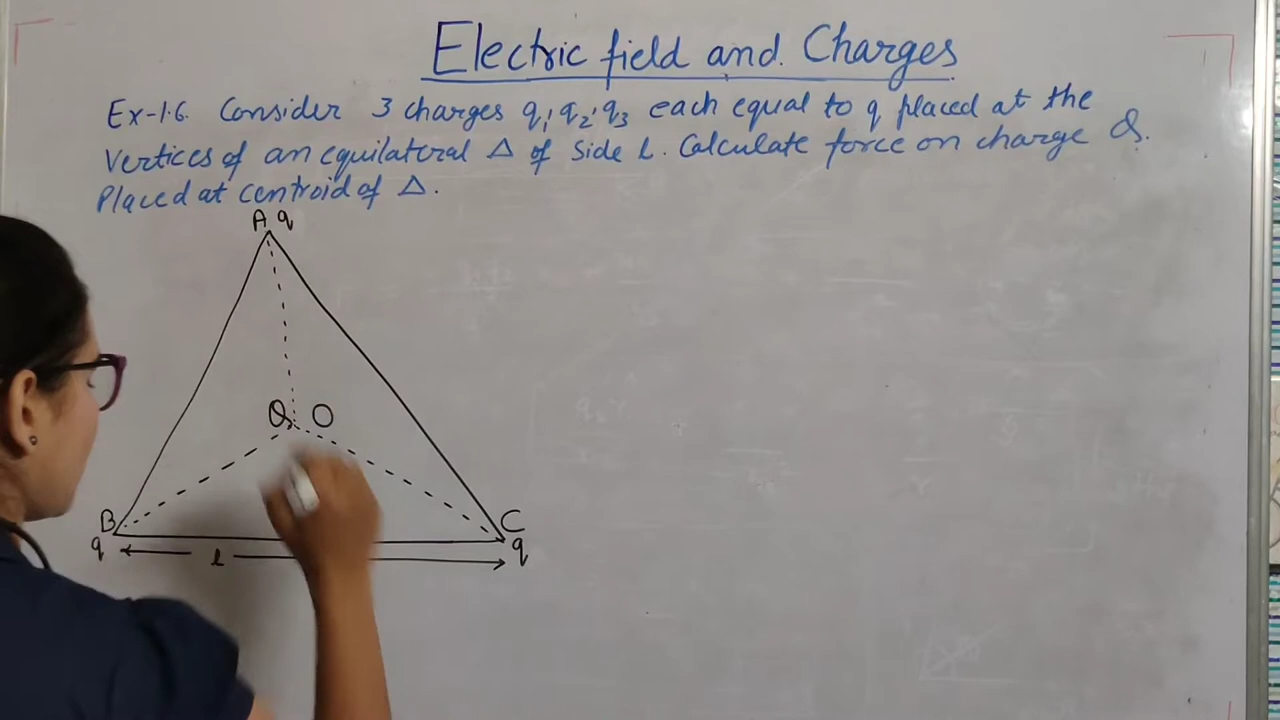 Electric field and Charges
Ex-1.6. Consider 3 charges q₁, q₂, q₃ each equal to q placed at the
Vertices of an equilateral Δ of Side l. Calculate force on charge Q.
Placed at centroid of Δ.
A q
Q O
B C
q l q